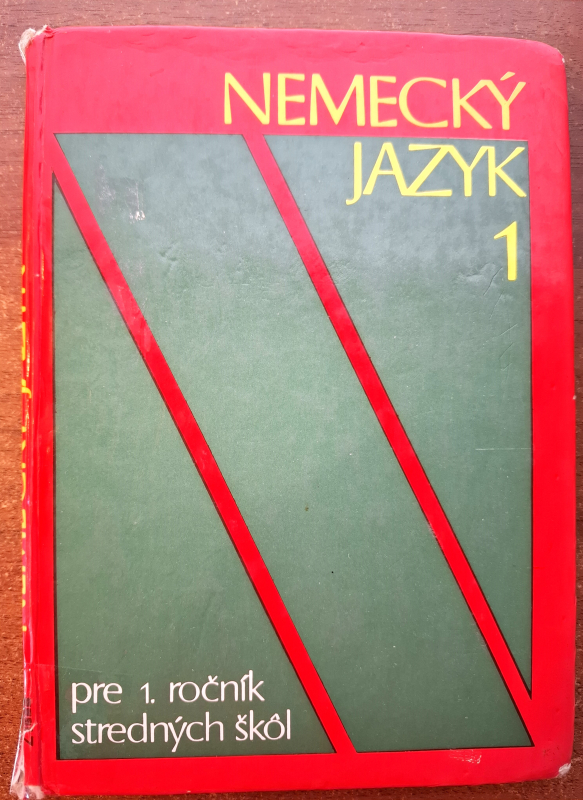 NEMECKÝ
JAZYK
1
pre 1. ročník
stredných škôl